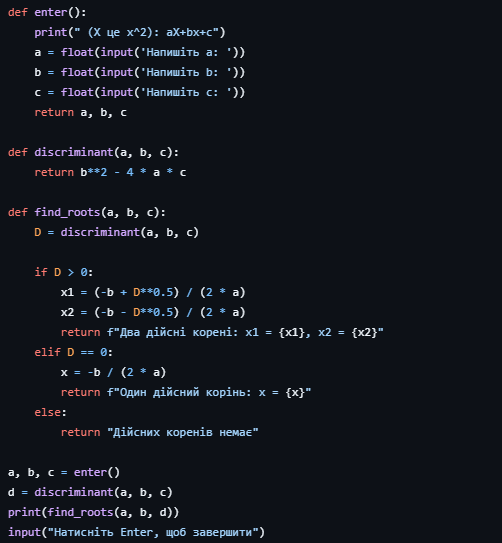 def enter():
    print(" (X це x^2): aX+bx+c")
    a = float(input('Напишіть a: '))
    b = float(input('Напишіть b: '))
    c = float(input('Напишіть c: '))
    return a, b, c

def discriminant(a, b, c):
    return b**2 - 4 * a * c

def find_roots(a, b, c):
    D = discriminant(a, b, c)

    if D > 0:
        x1 = (-b + D**0.5) / (2 * a)
        x2 = (-b - D**0.5) / (2 * a)
        return f"Два дійсні корені: x1 = {x1}, x2 = {x2}"
    elif D == 0:
        x = -b / (2 * a)
        return f"Один дійсний корінь: x = {x}"
    else:
        return "Дійсних коренів немає"

a, b, c = enter()
d = discriminant(a, b, c)
print(find_roots(a, b, d))
input("Натисніть Enter, щоб завершити")